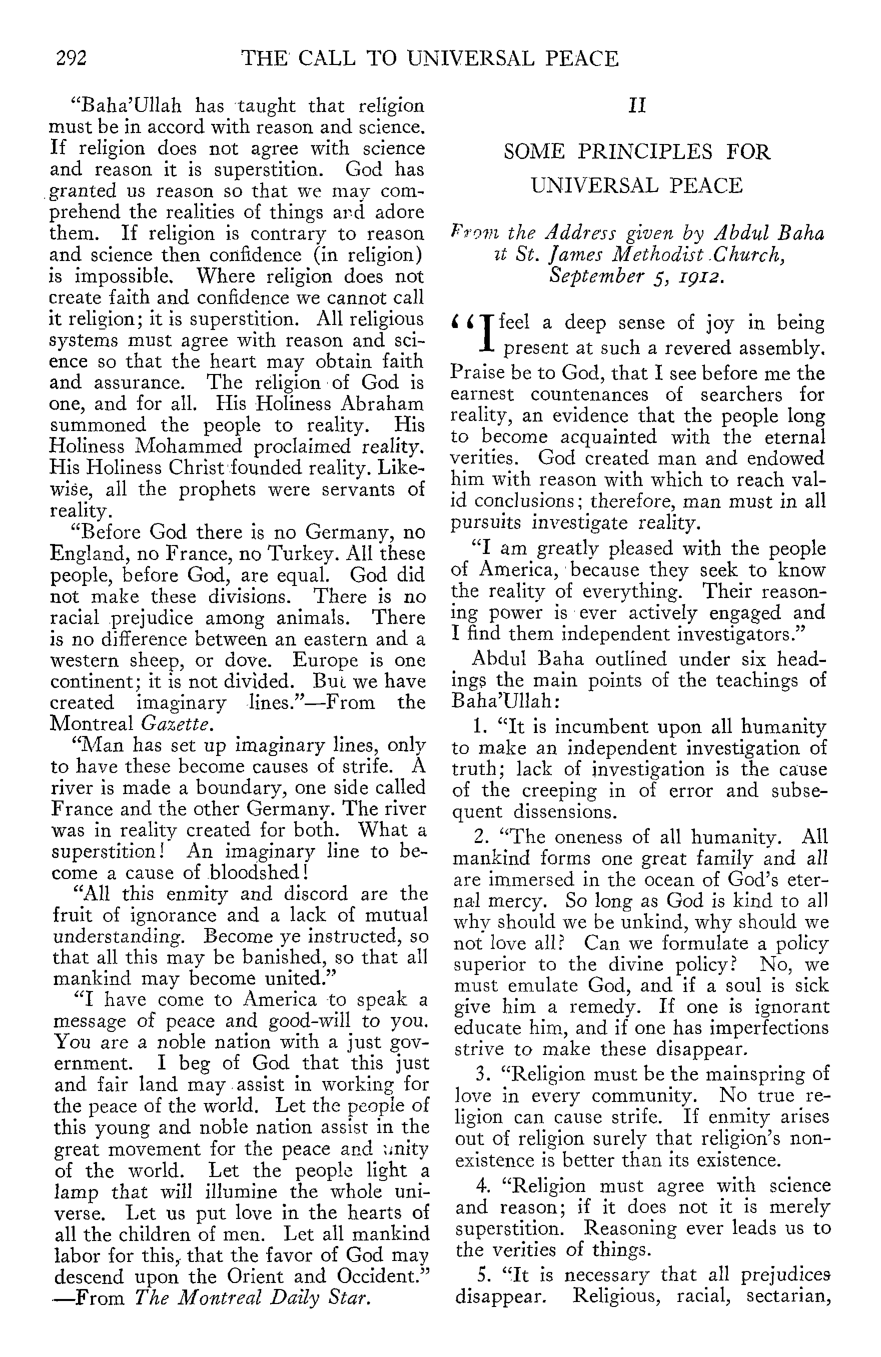 292
THE CALL TO UNIVERSAL PEACE
“Baha’Ullah has taught that religion
must be in accord with reason and science.
If religion does not agree with science
and reason it is superstition. God has
granted us reason so that we may com-
prehend the realities of things and adore
them. If religion is contrary to reason
and science then confidence (in religion)
is impossible. Where religion does not
create faith and confidence we cannot call
it religion; it is superstition. All religious
systems must agree with reason and sci-
ence so that the heart may obtain faith
and assurance. The religion of God is
one, and for all. His Holiness Abraham
summoned the people to reality. His
Holiness Mohammed proclaimed reality.
His Holiness Christ founded reality. Like-
wise, all the prophets were servants of
reality.
“Before God there is no Germany, no
England, no France, no Turkey. All these
people, before God, are equal. God did
not make these divisions. There is no
racial prejudice among animals. There
is no difference between an eastern and a
western sheep, or dove. Europe is one
continent; it is not divided. But we have
created imaginary lines.”—From the
Montreal Gazette.
“Man has set up imaginary lines, only
to have these become causes of strife. A
river is made a boundary, one side called
France and the other Germany. The river
was in reality created for both. What a
superstition! An imaginary line to be-
come a cause of bloodshed!
“All this enmity and discord are the
fruit of ignorance and a lack of mutual
understanding. Become ye instructed, so
that all this may be banished, so that all
mankind may become united.”
“I have come to America to speak a
message of peace and good-will to you.
You are a noble nation with a just gov-
ernment. I beg of God that this just
and fair land may assist in working for
the peace of the world. Let the people of
this young and noble nation assist in the
great movement for the peace and unity
of the world. Let the people light a
lamp that will illumine the whole uni-
verse. Let us put love in the hearts of
all the children of men. Let all mankind
labor for this, that the favor of God may
descend upon the Orient and Occident.”
—From The Montreal Daily Star.
II
SOME PRINCIPLES FOR
UNIVERSAL PEACE
From the Address given by Abdul Baha
at St. James Methodist Church,
September 5, 1912.
“I feel a deep sense of joy in being
present at such a revered assembly.
Praise be to God, that I see before me the
earnest countenances of searchers for
reality, an evidence that the people long
to become acquainted with the eternal
verities. God created man and endowed
him with reason with which to reach val-
id conclusions; therefore, man must in all
pursuits investigate reality.
“I am greatly pleased with the people
of America, because they seek to know
the reality of everything. Their reason-
ing power is ever actively engaged and
I find them independent investigators.”
Abdul Baha outlined under six head-
ings the main points of the teachings of
Baha’Ullah:
1. “It is incumbent upon all humanity
to make an independent investigation of
truth; lack of investigation is the cause
of the creeping in of error and subse-
quent dissensions.
2. “The oneness of all humanity. All
mankind forms one great family and all
are immersed in the ocean of God’s eter-
nal mercy. So long as God is kind to all
why should we be unkind, why should we
not love all? Can we formulate a policy
superior to the divine policy? No, we
must emulate God, and if a soul is sick
give him a remedy. If one is ignorant
educate him, and if one has imperfections
strive to make these disappear.
3. “Religion must be the mainspring of
love in every community. No true re-
ligion can cause strife. If enmity arises
out of religion surely that religion’s non-
existence is better than its existence.
4. “Religion must agree with science
and reason; if it does not it is merely
superstition. Reasoning ever leads us to
the verities of things.
5. “It is necessary that all prejudices
disappear. Religious, racial, sectarian,